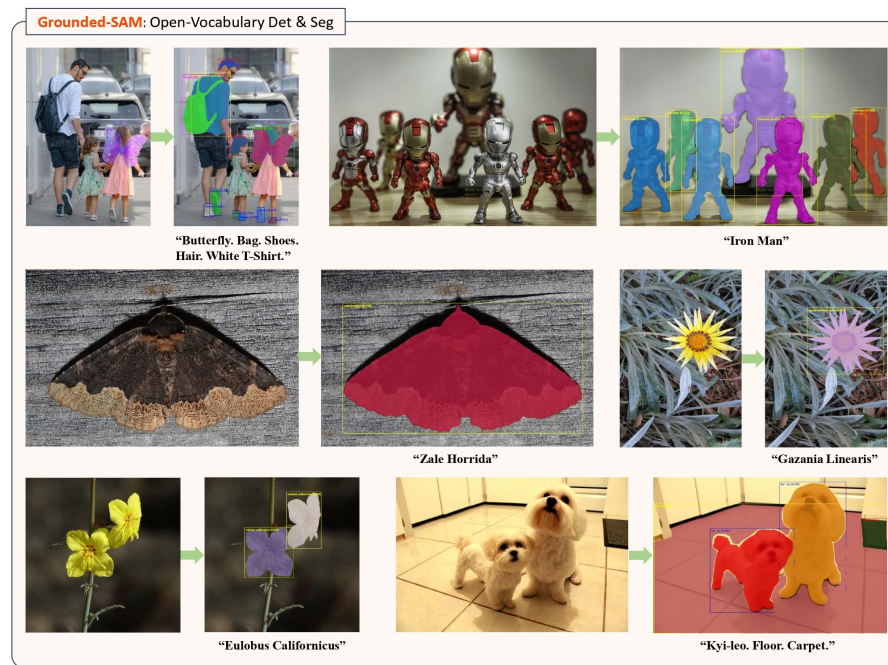 Grounded-SAM: Open-Vocabulary Det & Seg
“Butterfly. Bag. Shoes.
Hair. White T-Shirt.”
“Iron Man”
“Zale Horrida”
“Gazania Linearis”
“Eulobus Californicus”
“Kyi-leo. Floor. Carpet.”